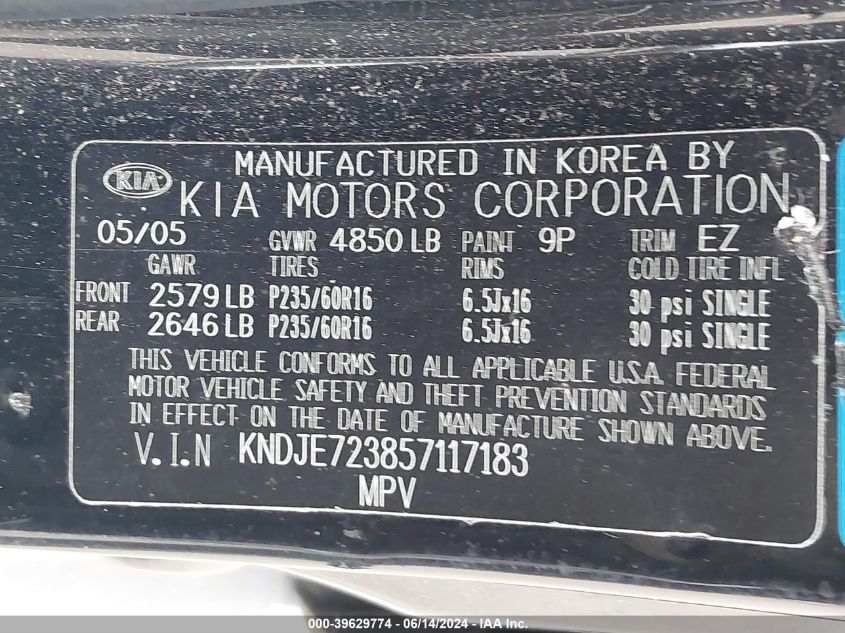 MANUFACTURED IN KOREA BY
KIA KIA MOTORS CORPORATION
05/05 GVWR 4850 LB PAINT 9P TRIM EZ
GAWR TIRES RIMS COLD TIRE INFL
FRONT 2579 LB P235/60R16 6.5Jx16 30 psi SINGLE
REAR 2646 LB P235/60R16 6.5Jx16 30 psi SINGLE
THIS VEHICLE CONFORMS TO ALL APPLICABLE U.S.A. FEDERAL
MOTOR VEHICLE SAFETY AND THEFT PREVENTION STANDARDS
IN EFFECT ON THE DATE OF MANUFACTURE SHOWN ABOVE.
V.I.N KNDJE723857117183
MPV
000-39629774 - 06/14/2024 - IAA Inc.